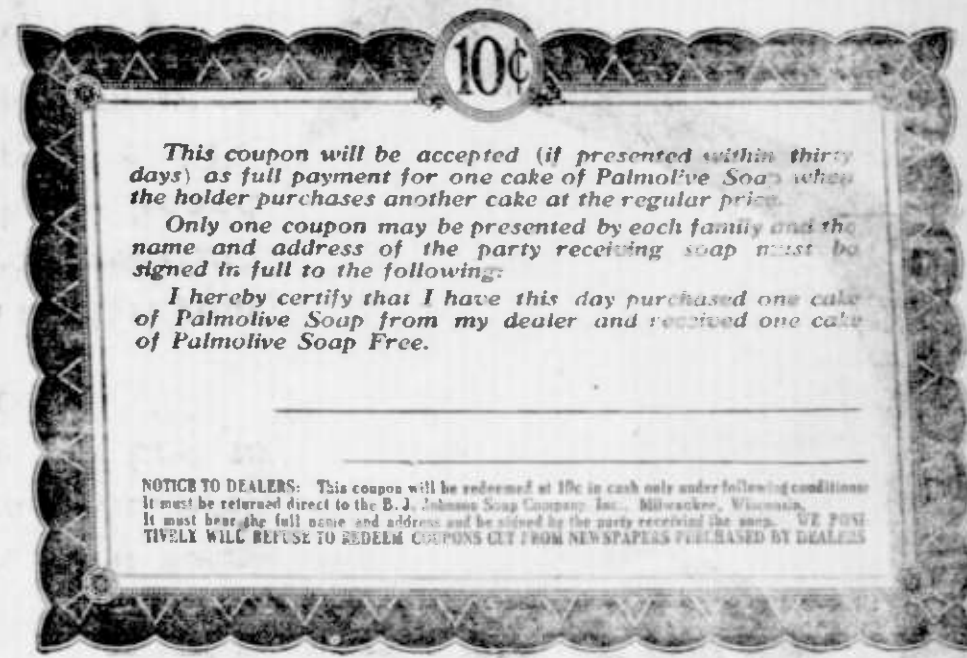 10¢
This coupon will be accepted (if presented within thirty
days) as full payment for one cake of Palmolive Soap when
the holder purchases another cake at the regular price.
Only one coupon may be presented by each family and the
name and address of the party receiving soap must be
signed in full to the following:
I hereby certify that I have this day purchased one cake
of Palmolive Soap from my dealer and received one cake
of Palmolive Soap Free.
NOTICE TO DEALERS: This coupon will be redeemed at 10c in cash only under following conditions
It must be returned direct to the B. J. Johnson Soap Company, Inc., Milwaukee, Wisconsin.
It must bear the full name and address and be signed by the party receiving the soap. WE POSI
TIVELY WILL REFUSE TO REDEEM COUPONS CUT FROM NEWSPAPERS PURCHASED BY DEALERS